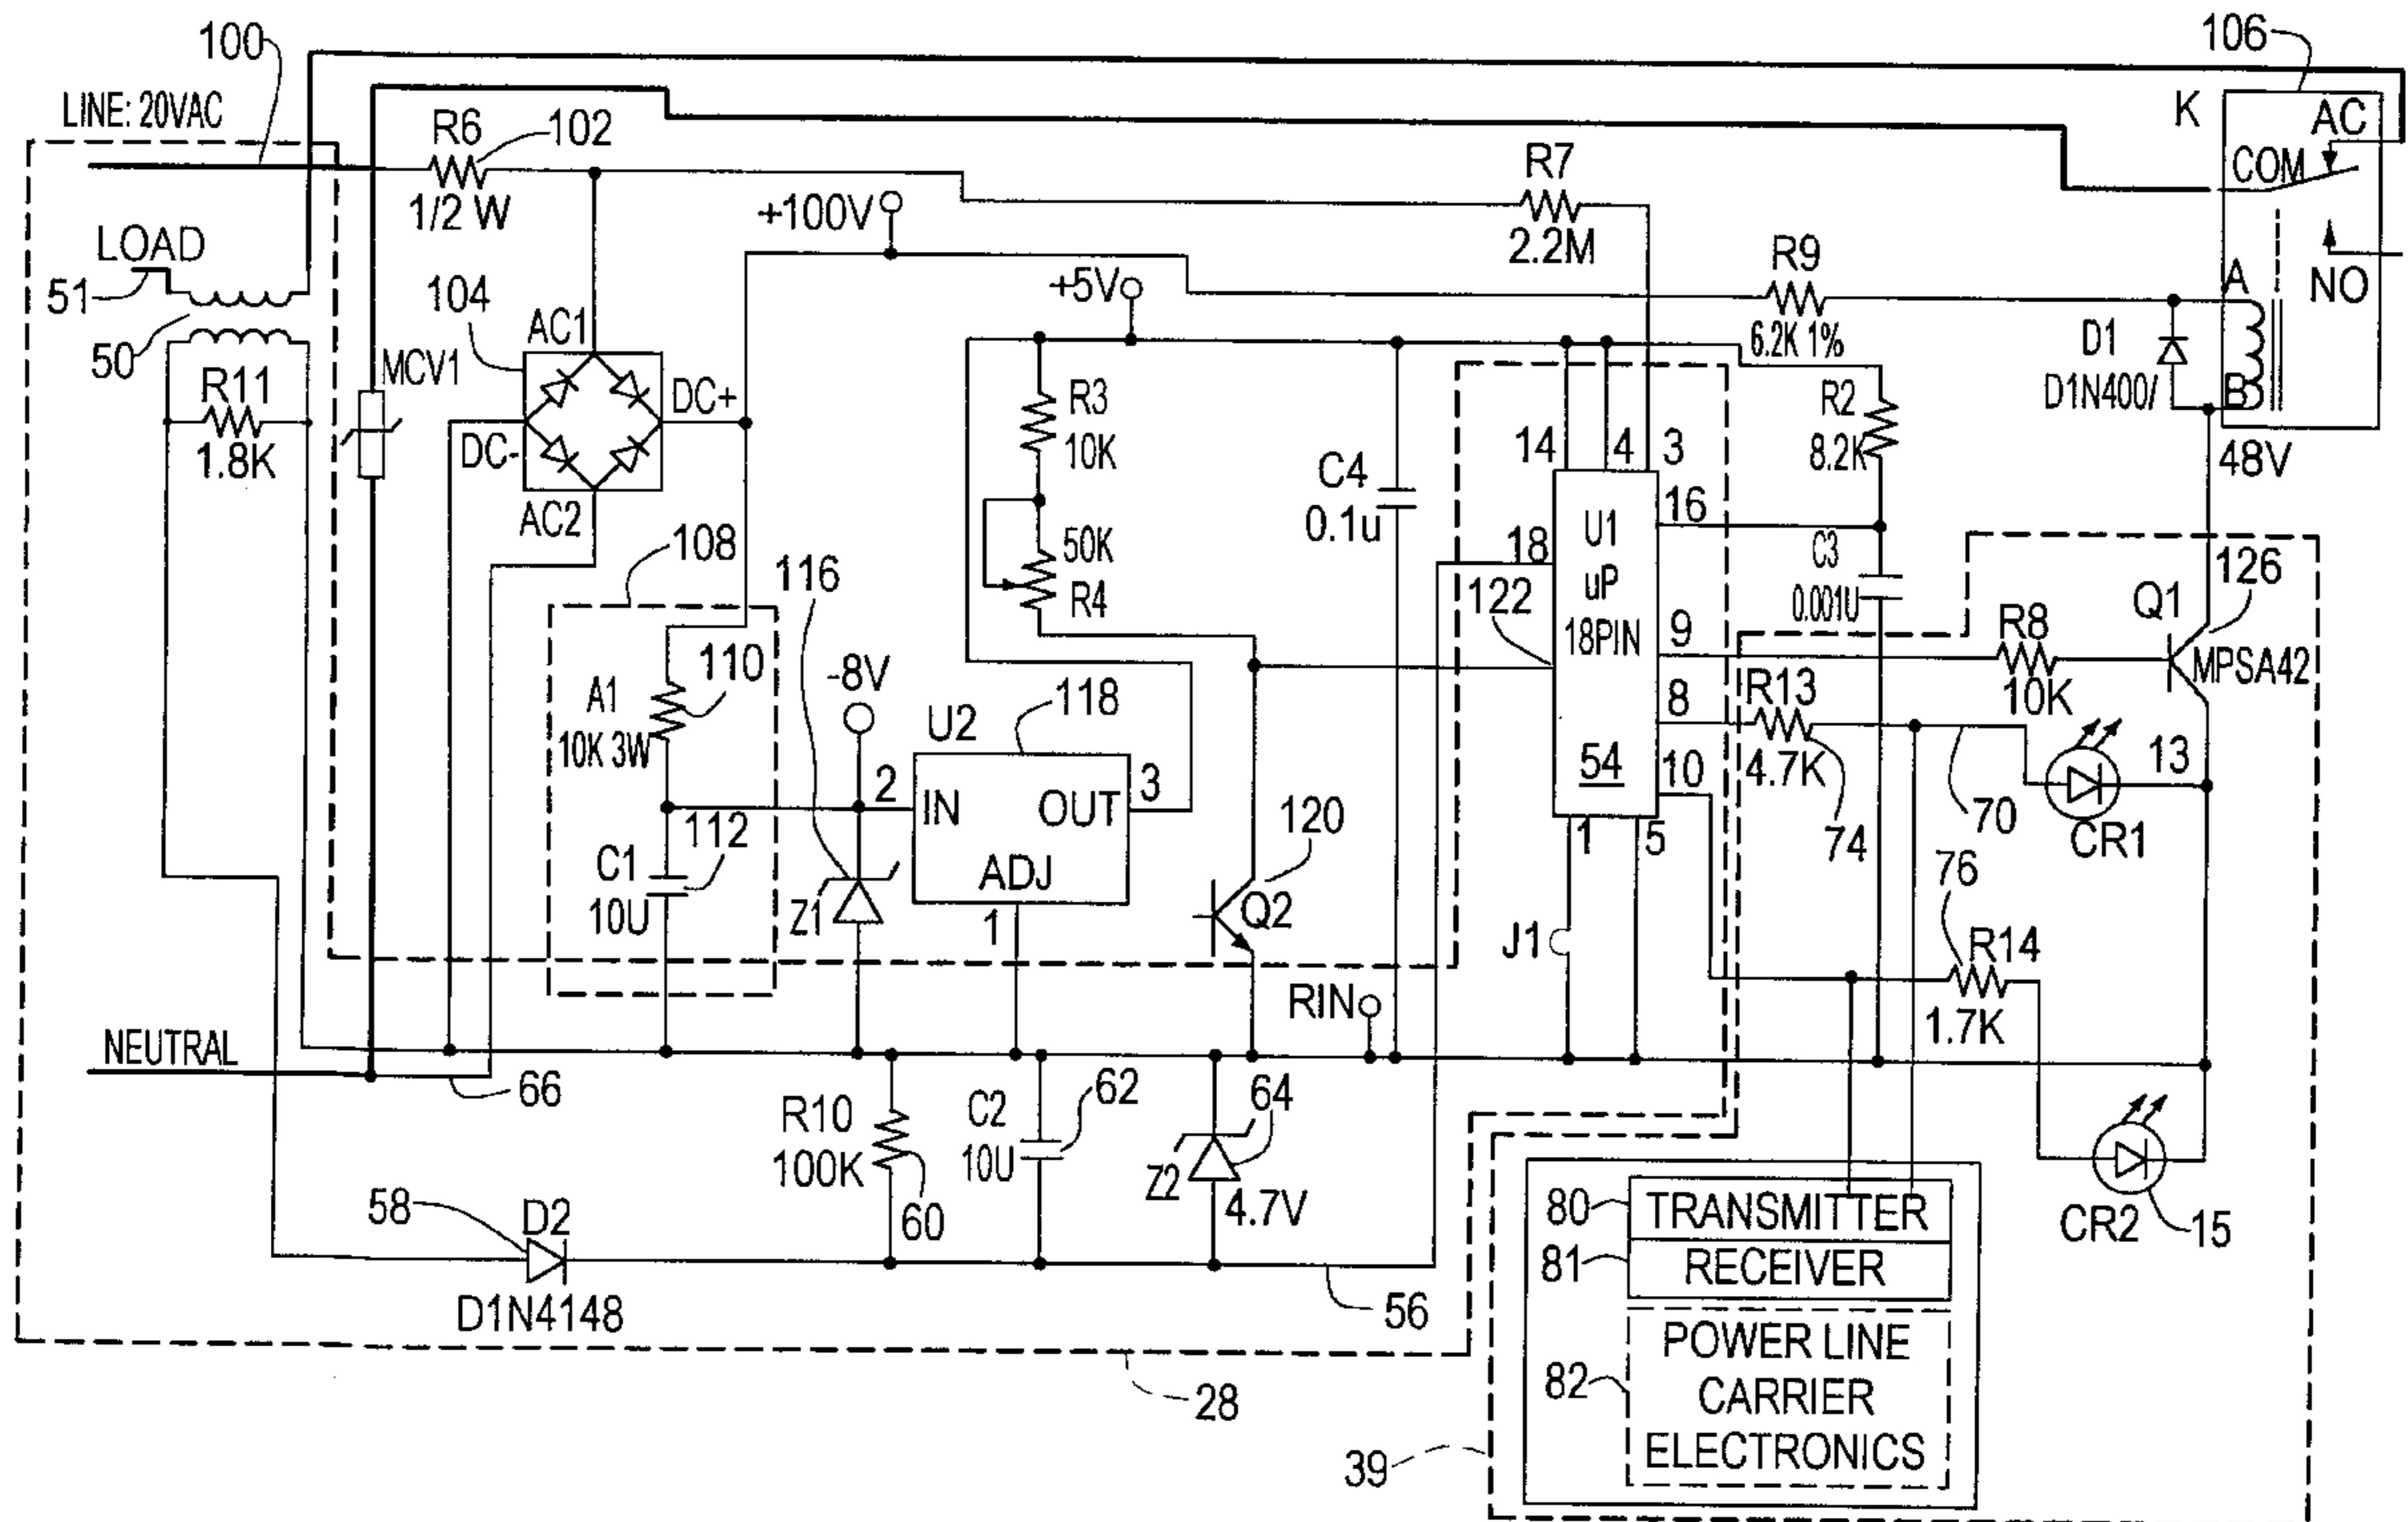 100
106
LINE: 20VAC
R6
102
1/2 W
K
AC
COM
NO
A
B
48V
R7
2.2M
+100V
R9
6.2K 1%
+5V
LOAD
51
50
104
AC1
MCV1
DC+
DC-
AC2
R11
1.8K
D1
D1N400/
R3
10K
R2
8.2K
14
4
3
C4
0.1u
16
18
U1
uP
18PIN
54
C3
0.001U
108
116
50K
R4
122
Q1
126
9
R8
10K
MPSA42
A1
10K 3W
110
-8V
U2
118
2
IN
OUT
3
ADJ
1
8
R13
4.7K
10
13
70
74
CR1
112
C1
10U
Z1
120
Q2
1
5
J1
76
R14
1.7K
RIN
NEUTRAL
66
R10
100K
60
C2
10U
62
64
Z2
4.7V
58
D2
D1N4148
56
80
TRANSMITTER
81
RECEIVER
82
POWER LINE
CARRIER
ELECTRONICS
CR2
15
28
39